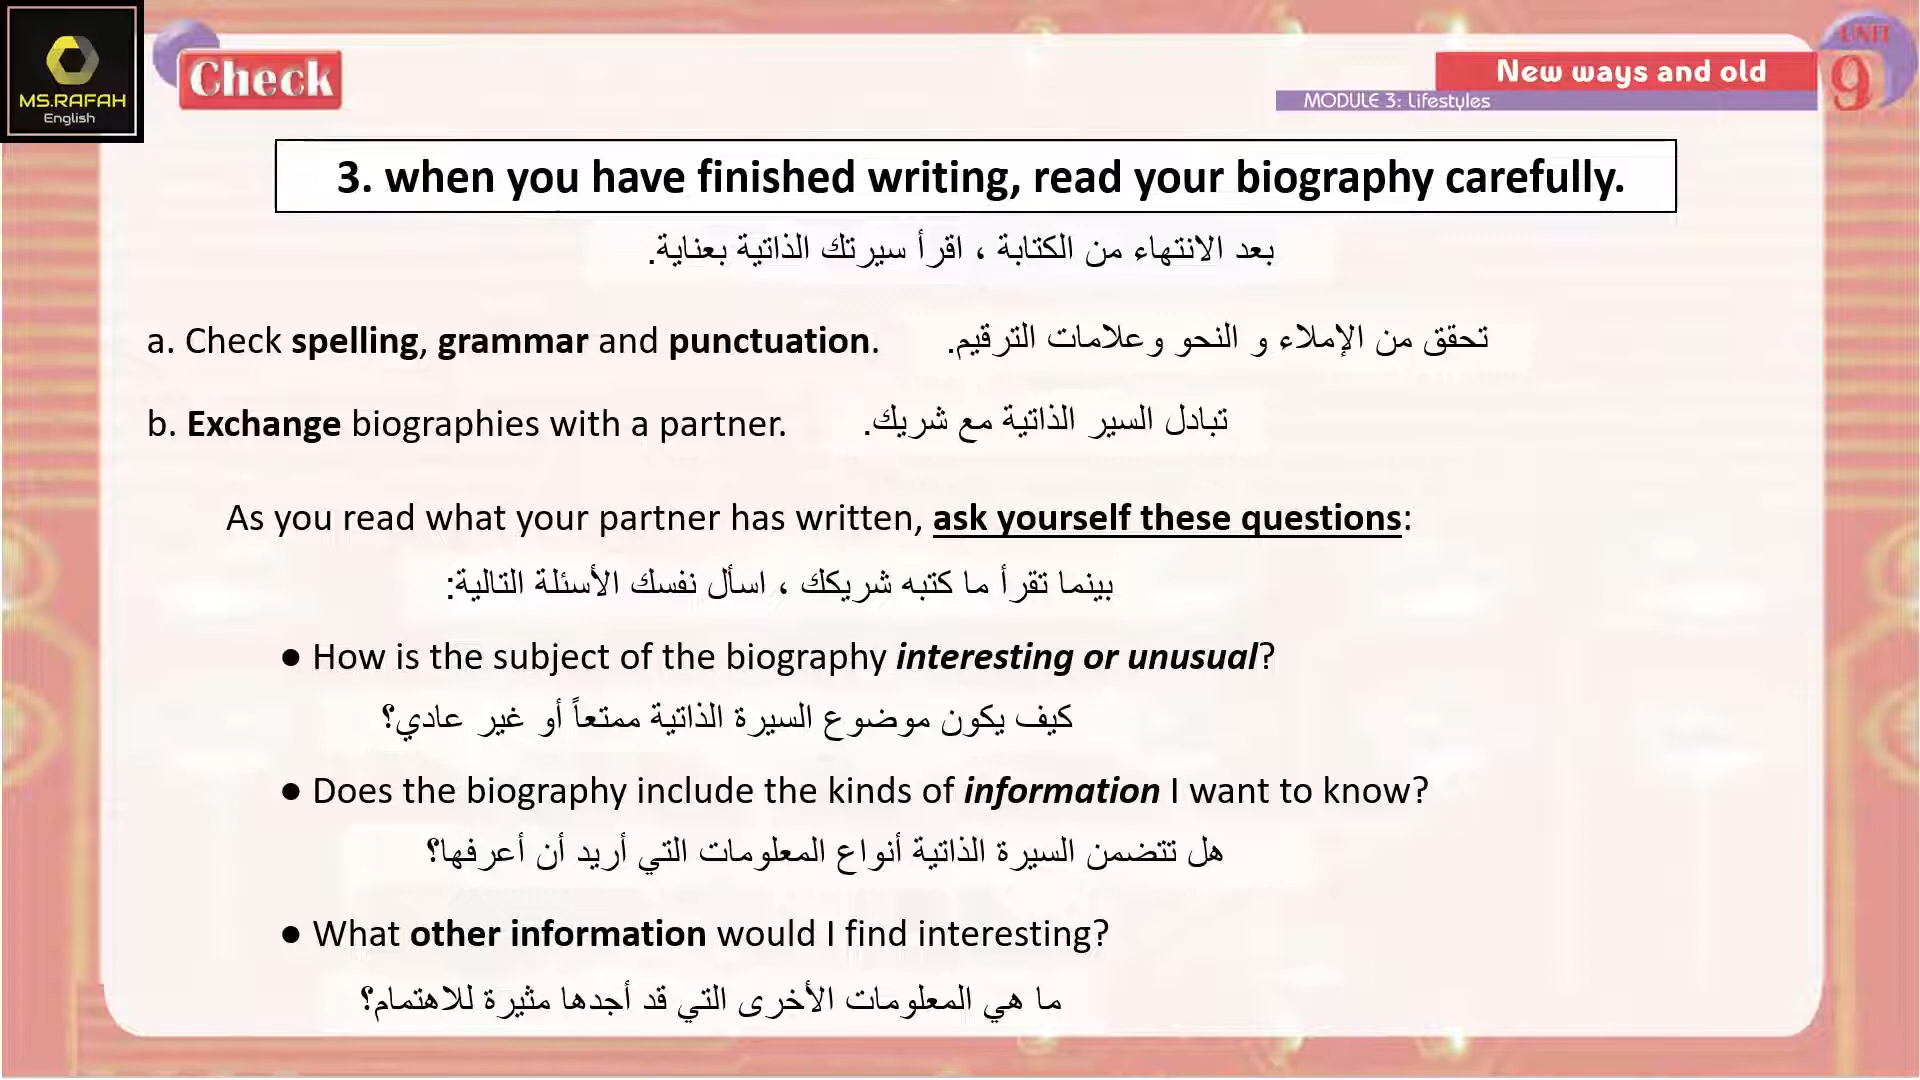 MS.RAFAH
English
Check
UNIT
9
New ways and old
MODULE 3: Lifestyles
3. when you have finished writing, read your biography carefully.
بعد الانتهاء من الكتابة ، اقرأ سيرتك الذاتية بعناية.
a. Check spelling, grammar and punctuation. تحقق من الإملاء و النحو وعلامات الترقيم.
b. Exchange biographies with a partner. تبادل السير الذاتية مع شريك.
As you read what your partner has written, ask yourself these questions:
بينما تقرأ ما كتبه شريكك ، اسأل نفسك الأسئلة التالية:
● How is the subject of the biography interesting or unusual?
كيف يكون موضوع السيرة الذاتية ممتعاً أو غير عادي؟
● Does the biography include the kinds of information I want to know?
هل تتضمن السيرة الذاتية أنواع المعلومات التي أريد أن أعرفها؟
● What other information would I find interesting?
ما هي المعلومات الأخرى التي قد أجدها مثيرة للاهتمام؟